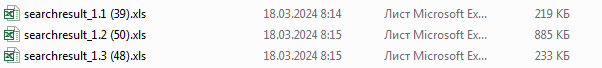 searchresult_1.1 (39).xls 18.03.2024 8:14 Лист Microsoft Ex... 219 КБ
searchresult_1.2 (50).xls 18.03.2024 8:15 Лист Microsoft Ex... 885 КБ
searchresult_1.3 (48).xls 18.03.2024 8:15 Лист Microsoft Ex... 233 КБ